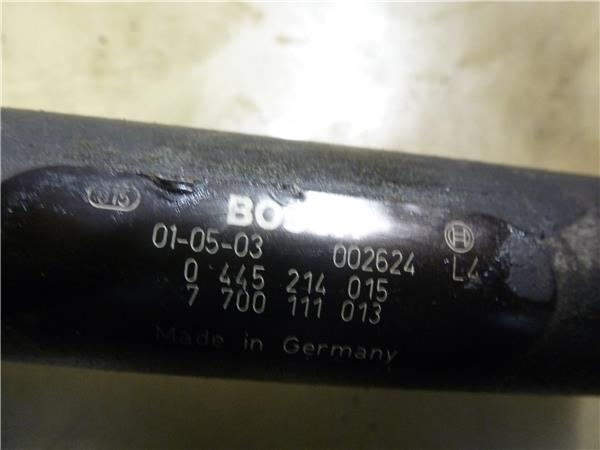 BOSCH
01-05-03 002624 L4
0 445 214 015
7 700 111 013
Made in Germany